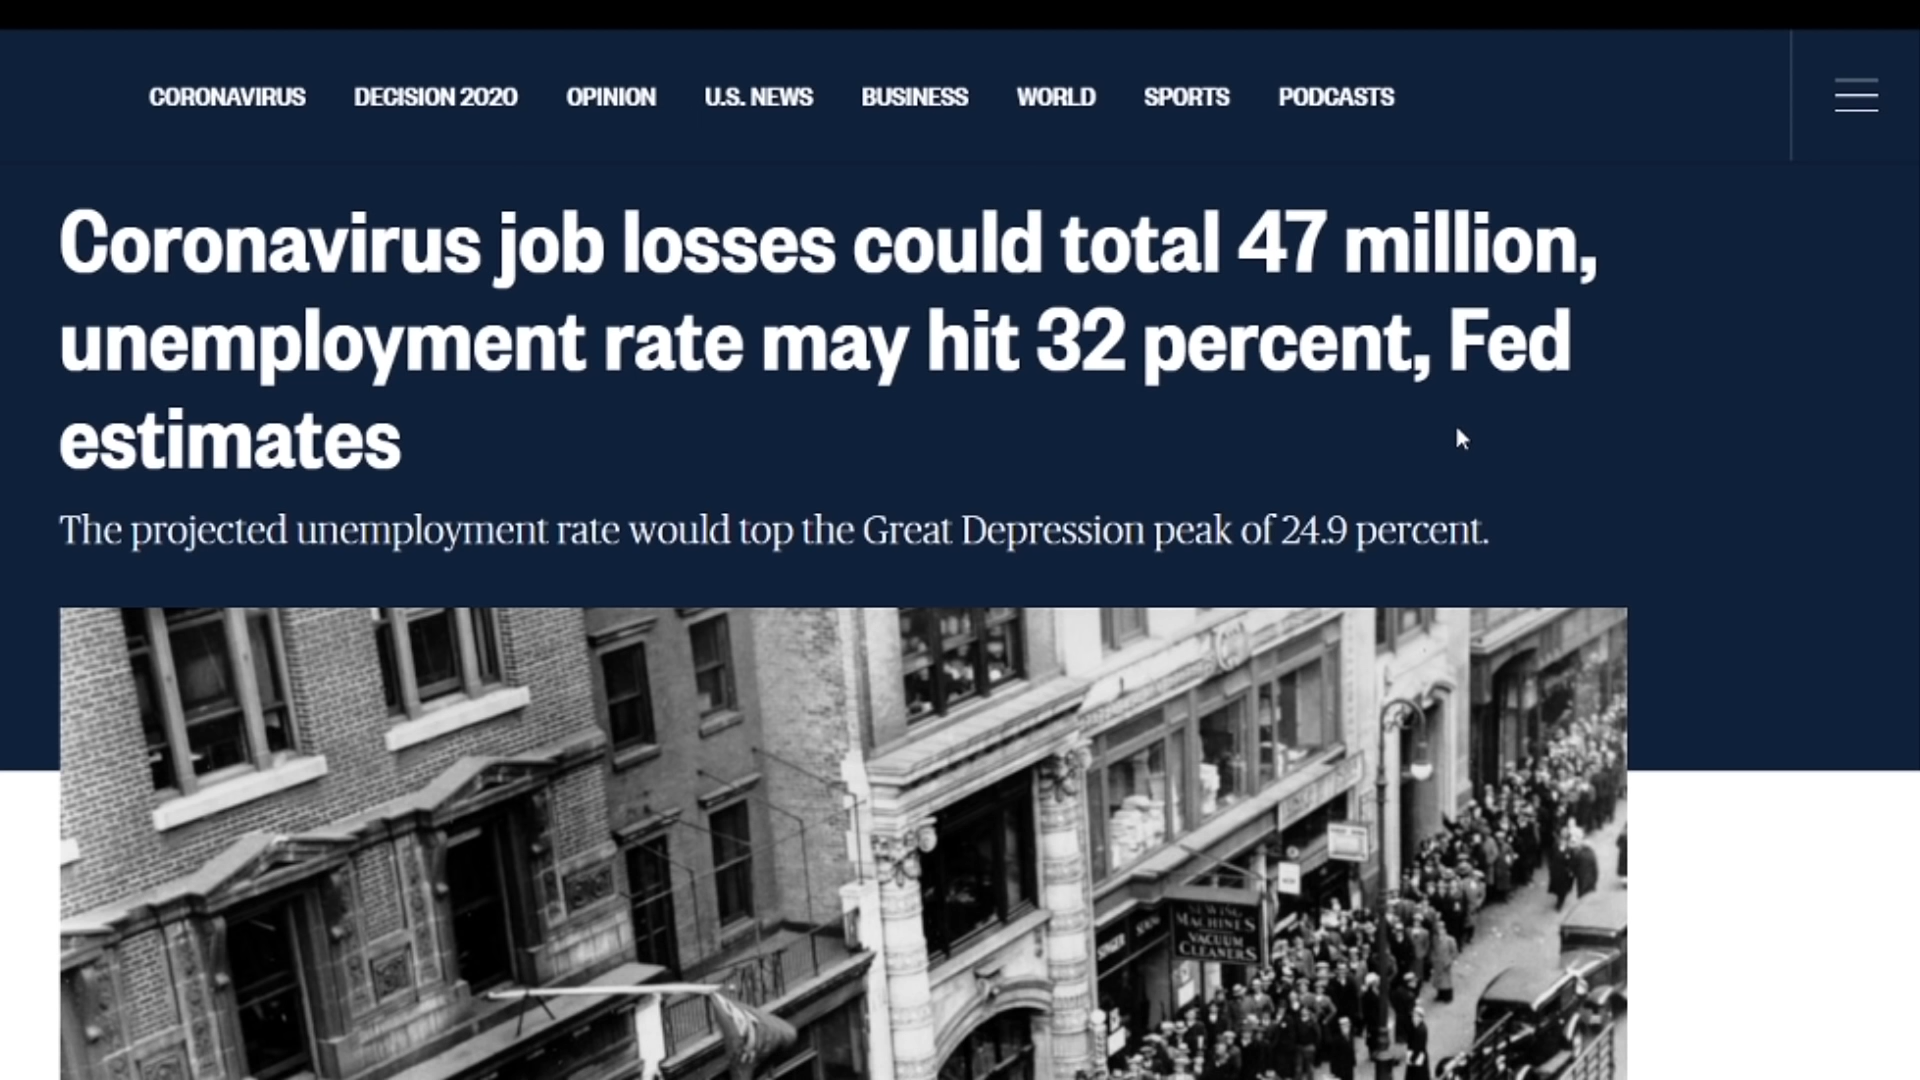 CORONAVIRUS DECISION 2020 OPINION U.S. NEWS BUSINESS WORLD SPORTS PODCASTS
Coronavirus job losses could total 47 million,
unemployment rate may hit 32 percent, Fed
estimates
The projected unemployment rate would top the Great Depression peak of 24.9 percent.
SEWING
MACHINES
VACUUM
CLEANERS
SINGER